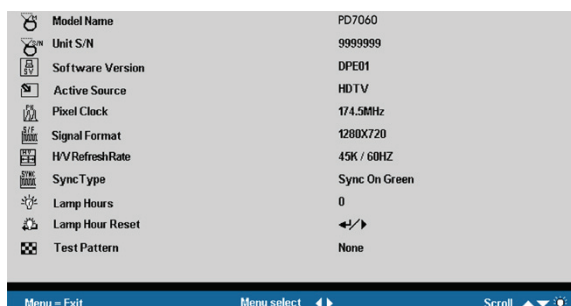 Model Name PD7060
Unit S/N 9999999
Software Version DPE01
Active Source HDTV
Pixel Clock 174.5MHz
Signal Format 1280X720
H/V RefreshRate 45K / 60HZ
SyncType Sync On Green
Lamp Hours 0
Lamp Hour Reset
Test Pattern None
Menu = Exit Menu select Scroll